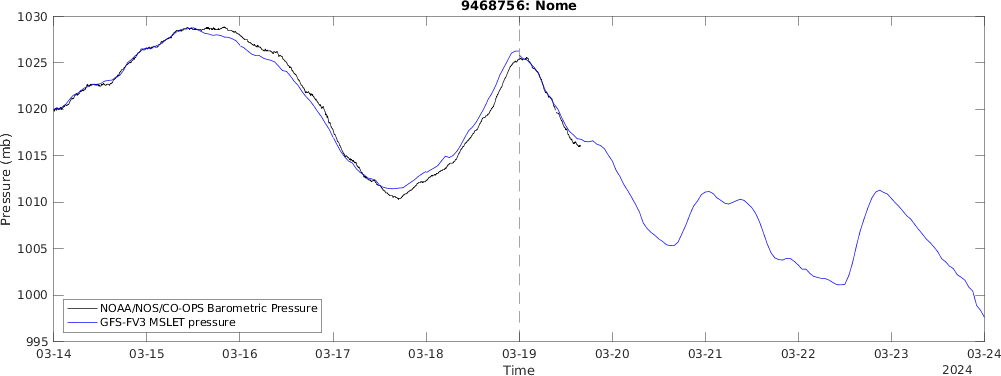 9468756: Nome
Pressure (mb)
1030
1025
1020
1015
1010
1005
1000
995
NOAA/NOS/CO-OPS Barometric Pressure
GFS-FV3 MSLET pressure
03-14 03-15 03-16 03-17 03-18 03-19 03-20 03-21 03-22 03-23 03-24
Time
2024